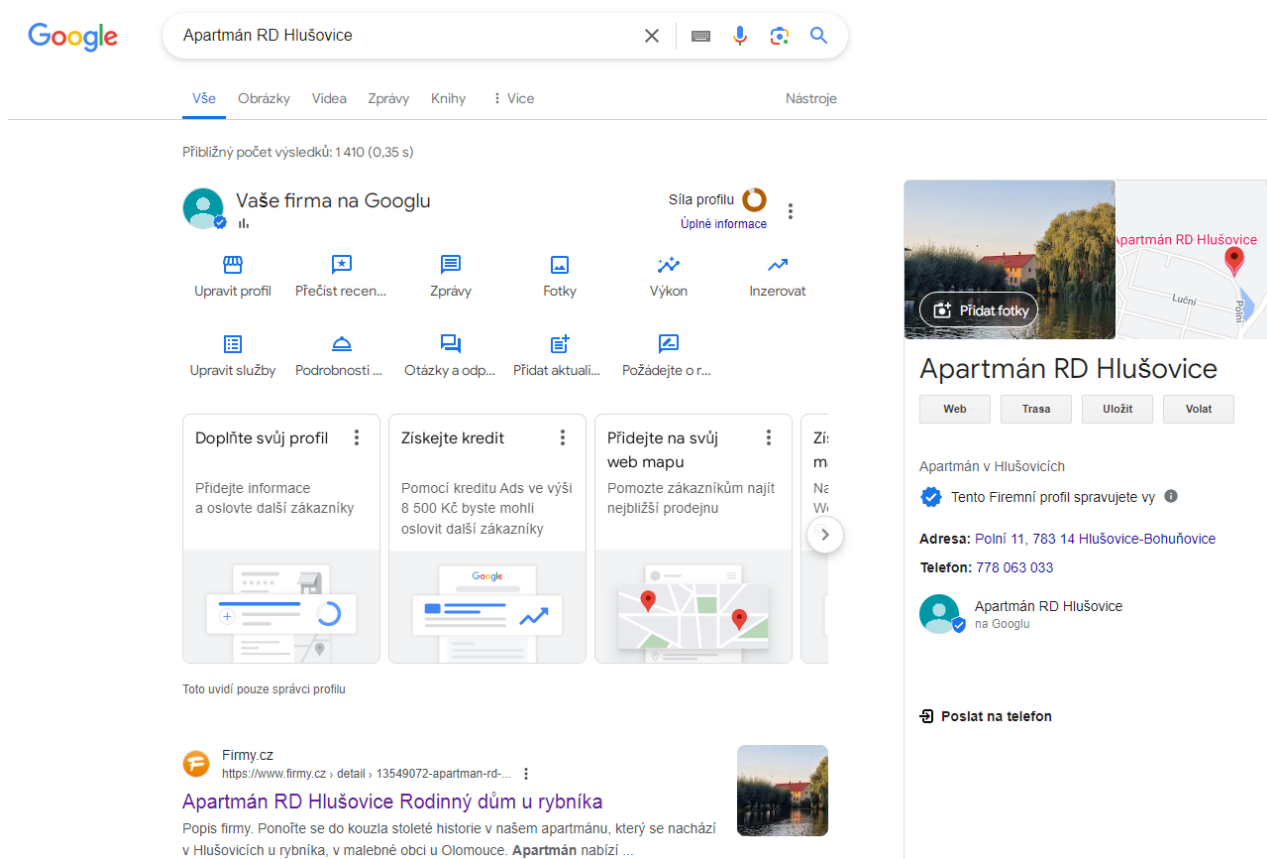 Google
Apartmán RD Hlušovice
Vše
Obrázky
Videa
Zprávy
Knihy
Více
Nástroje
Přibližný počet výsledků: 1 410 (0,35 s)
Vaše firma na Googlu
Síla profilu
Úplné informace
Upravit profil
Přečíst recen...
Zprávy
Fotky
Výkon
Inzerovat
Upravit služby
Podrobnosti ...
Otázky a odp...
Přidat aktuali...
Požádejte o r...
Doplňte svůj profil
Přidejte informace
a oslovte další zákazníky
Získejte kredit
Pomocí kreditu Ads ve výši
8 500 Kč byste mohli
oslovit další zákazníky
Google
Přidejte na svůj
web mapu
Pomozte zákazníkům najít
nejbližší prodejnu
Toto uvidí pouze správci profilu
Firmy.cz
https://www.firmy.cz › detail › 13549072-apartman-rd-...
Apartmán RD Hlušovice Rodinný dům u rybníka
Popis firmy. Ponořte se do kouzla stoleté historie v našem apartmánu, který se nachází
v Hlušovicích u rybníka, v malebné obci u Olomouce. Apartmán nabízí ...
Přidat fotky
Apartmán RD Hlušovice
Luční
Polní
Apartmán RD Hlušovice
Web
Trasa
Uložit
Volat
Apartmán v Hlušovicích
Tento Firemní profil spravujete vy
Adresa: Polní 11, 783 14 Hlušovice-Bohuňovice
Telefon: 778 063 033
Apartmán RD Hlušovice
na Googlu
Poslat na telefon